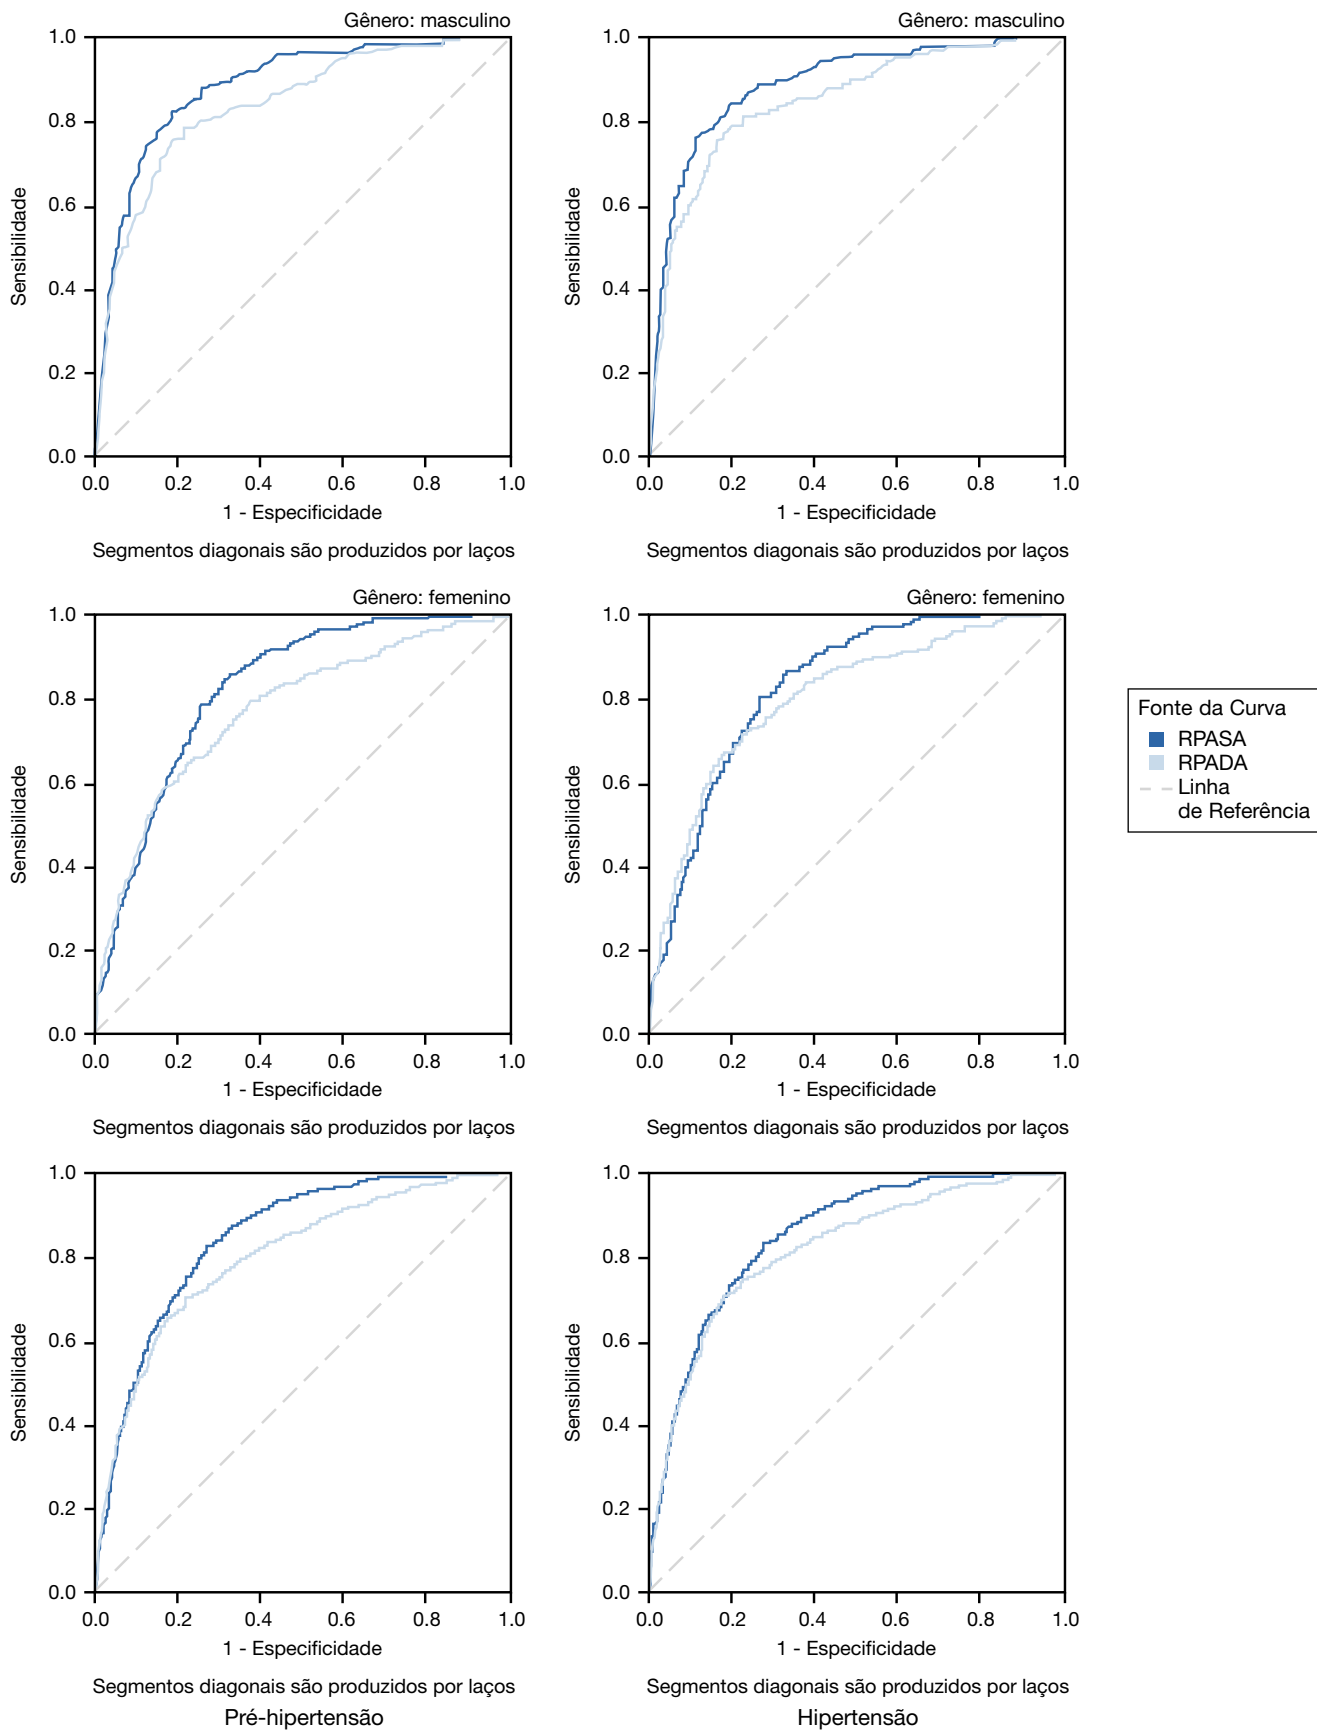 Gênero: masculino
1.0
0.8
0.6
0.4
0.2
0.0
Sensibilidade
0.0 0.2 0.4 0.6 0.8 1.0
1 - Especificidade
Segmentos diagonais são produzidos por laços
Gênero: masculino
1.0
0.8
0.6
0.4
0.2
0.0
Sensibilidade
0.0 0.2 0.4 0.6 0.8 1.0
1 - Especificidade
Segmentos diagonais são produzidos por laços
Gênero: femenino
1.0
0.8
0.6
0.4
0.2
0.0
Sensibilidade
0.0 0.2 0.4 0.6 0.8 1.0
1 - Especificidade
Segmentos diagonais são produzidos por laços
Gênero: femenino
1.0
0.8
0.6
0.4
0.2
0.0
Sensibilidade
0.0 0.2 0.4 0.6 0.8 1.0
1 - Especificidade
Segmentos diagonais são produzidos por laços
Fonte da Curva
RPASA
RPADA
Linha
de Referência
1.0
0.8
0.6
0.4
0.2
0.0
Sensibilidade
0.0 0.2 0.4 0.6 0.8 1.0
1 - Especificidade
Segmentos diagonais são produzidos por laços
Pré-hipertensão
1.0
0.8
0.6
0.4
0.2
0.0
Sensibilidade
0.0 0.2 0.4 0.6 0.8 1.0
1 - Especificidade
Segmentos diagonais são produzidos por laços
Hipertensão